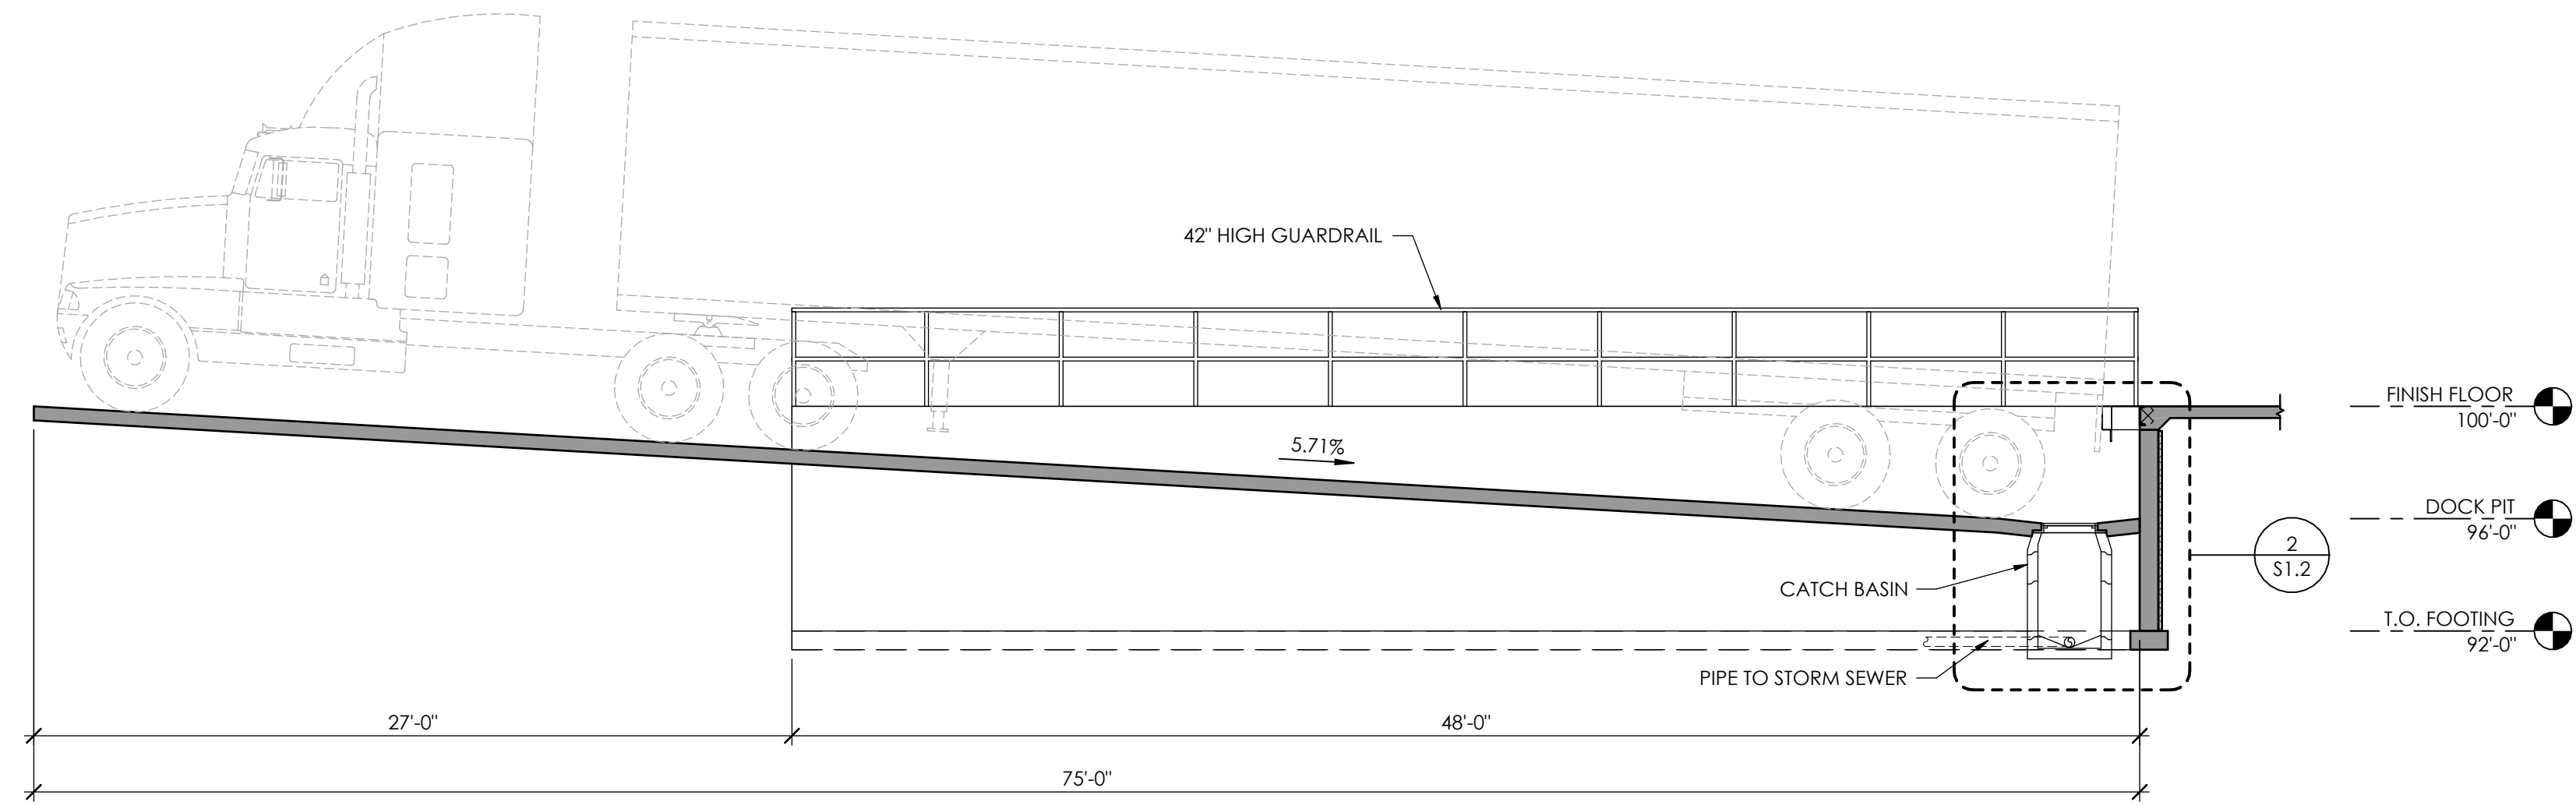 42" HIGH GUARDRAIL
5.71%
FINISH FLOOR
100'-0"
DOCK PIT
96'-0"
2
S1.2
CATCH BASIN
T.O. FOOTING
92'-0"
PIPE TO STORM SEWER
27'-0"
48'-0"
75'-0"